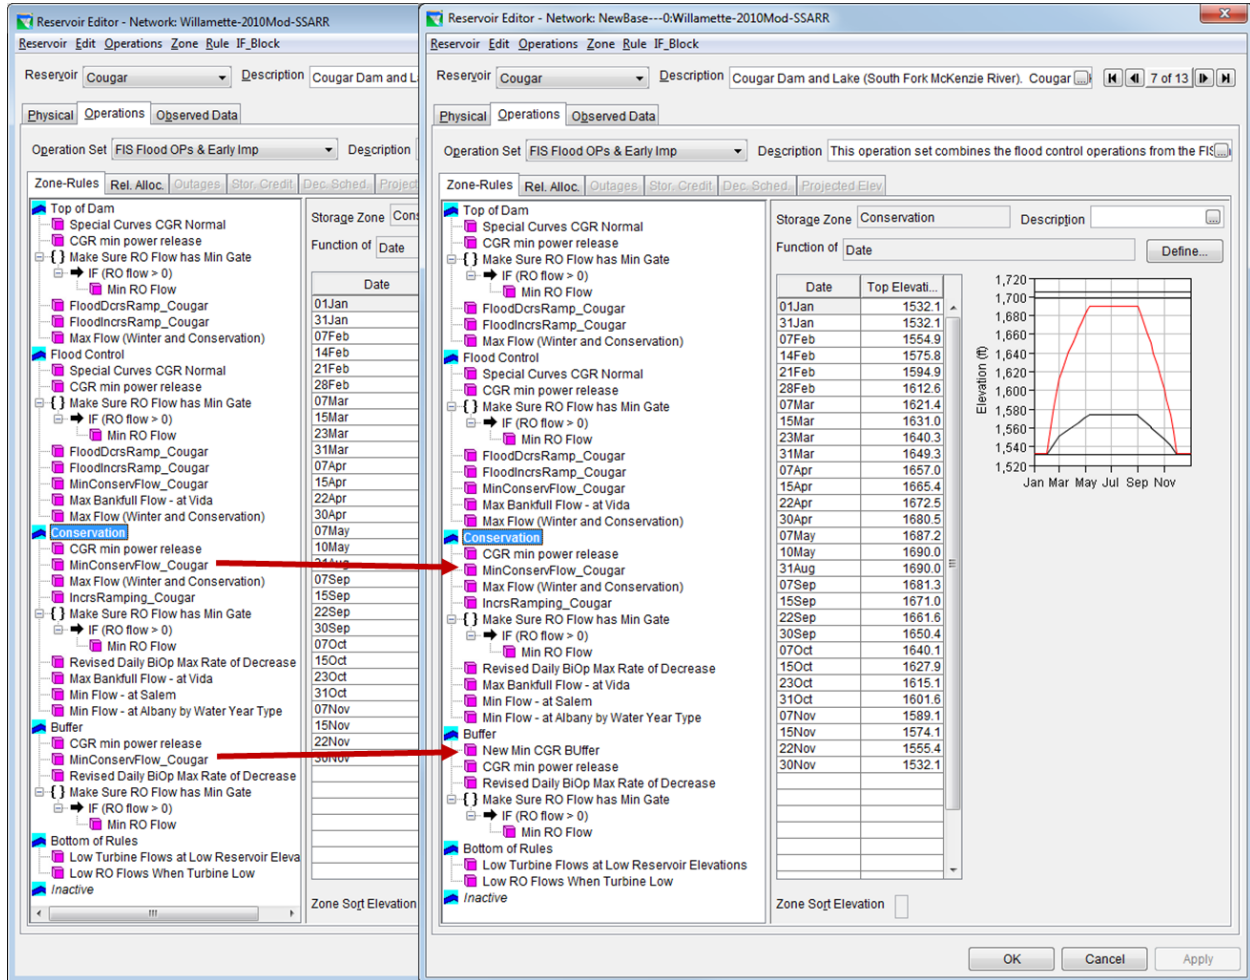 Reservoir Editor - Network: Willamette-2010Mod-SSARR
Reservoir Edit Operations Zone Rule IF_Block
Reservoir Cougar Description Cougar Dam and L
Physical Operations Observed Data
Operation Set FIS Flood OPs & Early Imp Description
Zone-Rules Rel. Alloc. Outages Stor. Credit Dec. Sched. Project
Top of Dam
Special Curves CGR Normal
CGR min power release
{ } Make Sure RO Flow has Min Gate
IF (RO flow > 0)
Min RO Flow
FloodDcrsRamp_Cougar
FloodIncrsRamp_Cougar
Max Flow (Winter and Conservation)
Flood Control
Special Curves CGR Normal
CGR min power release
{ } Make Sure RO Flow has Min Gate
IF (RO flow > 0)
Min RO Flow
FloodDcrsRamp_Cougar
FloodIncrsRamp_Cougar
MinConservFlow_Cougar
Max Bankfull Flow - at Vida
Max Flow (Winter and Conservation)
Conservation
CGR min power release
MinConservFlow_Cougar
Max Flow (Winter and Conservation)
IncrsRamping_Cougar
{ } Make Sure RO Flow has Min Gate
IF (RO flow > 0)
Min RO Flow
Revised Daily BiOp Max Rate of Decrease
Max Bankfull Flow - at Vida
Min Flow - at Salem
Min Flow - at Albany by Water Year Type
Buffer
CGR min power release
MinConservFlow_Cougar
Revised Daily BiOp Max Rate of Decrease
{ } Make Sure RO Flow has Min Gate
IF (RO flow > 0)
Min RO Flow
Bottom of Rules
Low Turbine Flows at Low Reservoir Eleva
Low RO Flows When Turbine Low
Inactive
Storage Zone Cons
Function of Date
Date
01Jan
31Jan
07Feb
14Feb
21Feb
28Feb
07Mar
15Mar
23Mar
31Mar
07Apr
15Apr
22Apr
30Apr
07May
10May
31Aug
07Sep
15Sep
22Sep
30Sep
07Oct
15Oct
23Oct
31Oct
07Nov
15Nov
22Nov
30Nov
Zone Sort Elevation
Reservoir Editor - Network: NewBase---0:Willamette-2010Mod-SSARR
Reservoir Edit Operations Zone Rule IF_Block
Reservoir Cougar Description Cougar Dam and Lake (South Fork McKenzie River). Cougar ... 7 of 13
Physical Operations Observed Data
Operation Set FIS Flood OPs & Early Imp Description This operation set combines the flood control operations from the FIS ...
Zone-Rules Rel. Alloc. Outages Stor. Credit Dec. Sched. Projected Elev
Top of Dam
Special Curves CGR Normal
CGR min power release
{ } Make Sure RO Flow has Min Gate
IF (RO flow > 0)
Min RO Flow
FloodDcrsRamp_Cougar
FloodIncrsRamp_Cougar
Max Flow (Winter and Conservation)
Flood Control
Special Curves CGR Normal
CGR min power release
{ } Make Sure RO Flow has Min Gate
IF (RO flow > 0)
Min RO Flow
FloodDcrsRamp_Cougar
FloodIncrsRamp_Cougar
MinConservFlow_Cougar
Max Bankfull Flow - at Vida
Max Flow (Winter and Conservation)
Conservation
CGR min power release
MinConservFlow_Cougar
Max Flow (Winter and Conservation)
IncrsRamping_Cougar
{ } Make Sure RO Flow has Min Gate
IF (RO flow > 0)
Min RO Flow
Revised Daily BiOp Max Rate of Decrease
Max Bankfull Flow - at Vida
Min Flow - at Salem
Min Flow - at Albany by Water Year Type
Buffer
New Min CGR BUffer
CGR min power release
Revised Daily BiOp Max Rate of Decrease
{ } Make Sure RO Flow has Min Gate
IF (RO flow > 0)
Min RO Flow
Bottom of Rules
Low Turbine Flows at Low Reservoir Elevations
Low RO Flows When Turbine Low
Inactive
Storage Zone Conservation Description ...
Function of Date Define...
Date Top Elevati...
01Jan 1532.1
31Jan 1532.1
07Feb 1554.9
14Feb 1575.8
21Feb 1594.9
28Feb 1612.6
07Mar 1621.4
15Mar 1631.0
23Mar 1640.3
31Mar 1649.3
07Apr 1657.0
15Apr 1665.4
22Apr 1672.5
30Apr 1680.5
07May 1687.2
10May 1690.0
31Aug 1690.0
07Sep 1681.3
15Sep 1671.0
22Sep 1661.6
30Sep 1650.4
07Oct 1640.1
15Oct 1627.9
23Oct 1615.1
31Oct 1601.6
07Nov 1589.1
15Nov 1574.1
22Nov 1555.4
30Nov 1532.1
Elevation (ft)
1,720
1,700
1,680
1,660
1,640
1,620
1,600
1,580
1,560
1,540
1,520
Jan Mar May Jul Sep Nov
Zone Sort Elevation
OK Cancel Apply